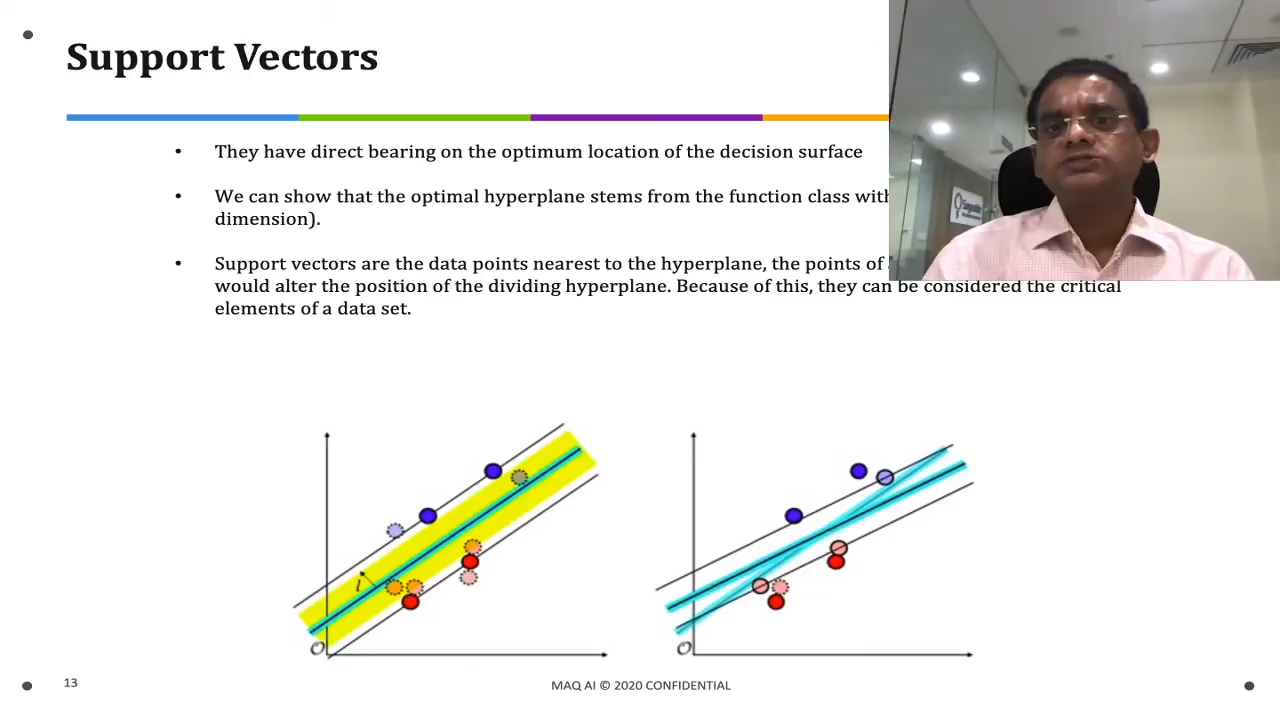 Support Vectors
• They have direct bearing on the optimum location of the decision surface
• We can show that the optimal hyperplane stems from the function class with
dimension).
• Support vectors are the data points nearest to the hyperplane, the points of
would alter the position of the dividing hyperplane. Because of this, they can be considered the critical
elements of a data set.
l
O
O
13
MAQ AI © 2020 CONFIDENTIAL